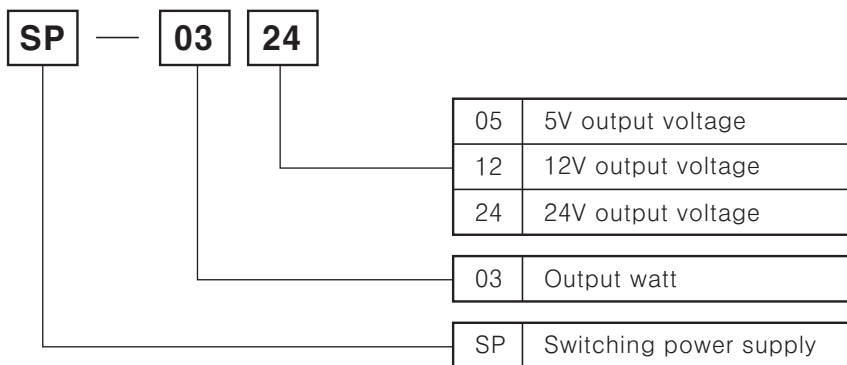 SP — 03 24
05 5V output voltage
12 12V output voltage
24 24V output voltage
03 Output watt
SP Switching power supply